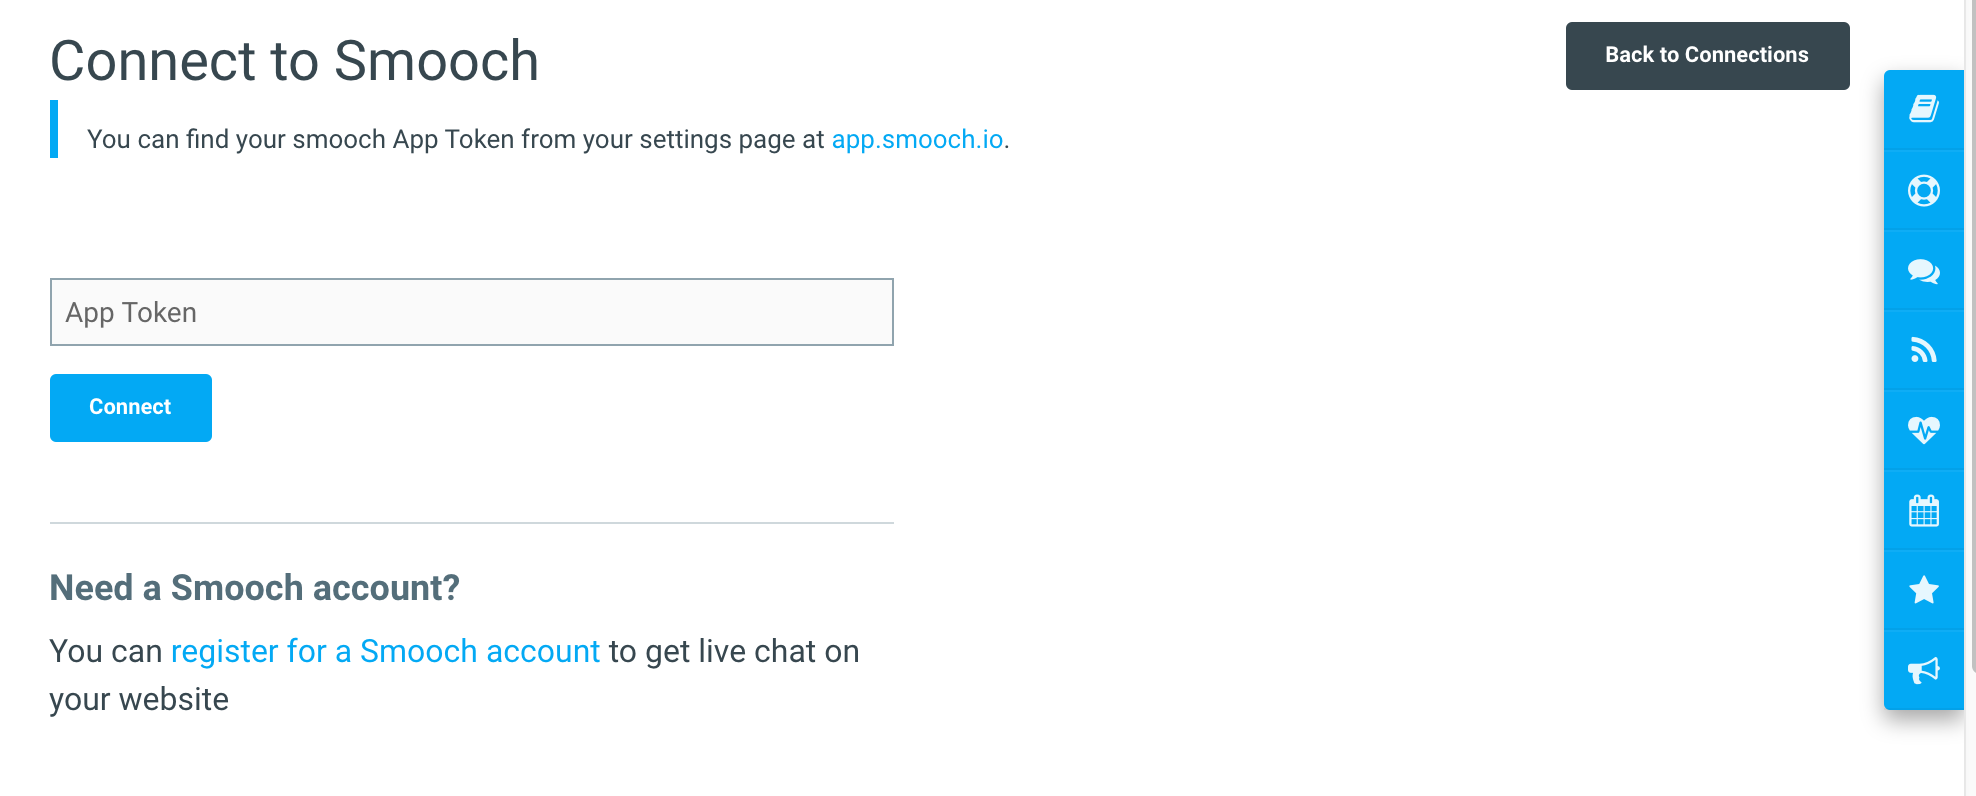 Connect to Smooch
Back to Connections
You can find your smooch App Token from your settings page at app.smooch.io.
App Token
Connect
Need a Smooch account?
You can register for a Smooch account to get live chat on
your website